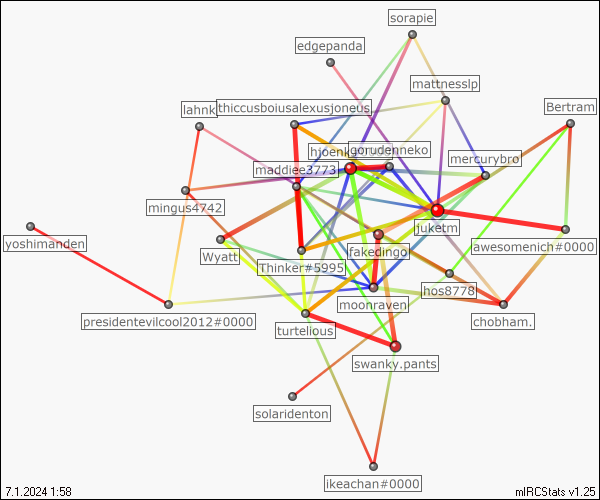 sorapie
edgepanda
mattnesslp
Bertram
lahnk
thiccusboiusalexusjoneus,
hjoenk
gorudenneko
mercurybro
maddiee3773
mingus4742
juketm
yoshimanden
Wyatt
fakedingo
awesomenich#0000
Thinker#5995
hos8778
moonraven
presidentevilcool2012#0000
turtelious
chobham.
swanky.pants
solaridenton
ikeachan#0000
7.1.2024 1:58
mIRCStats v1.25